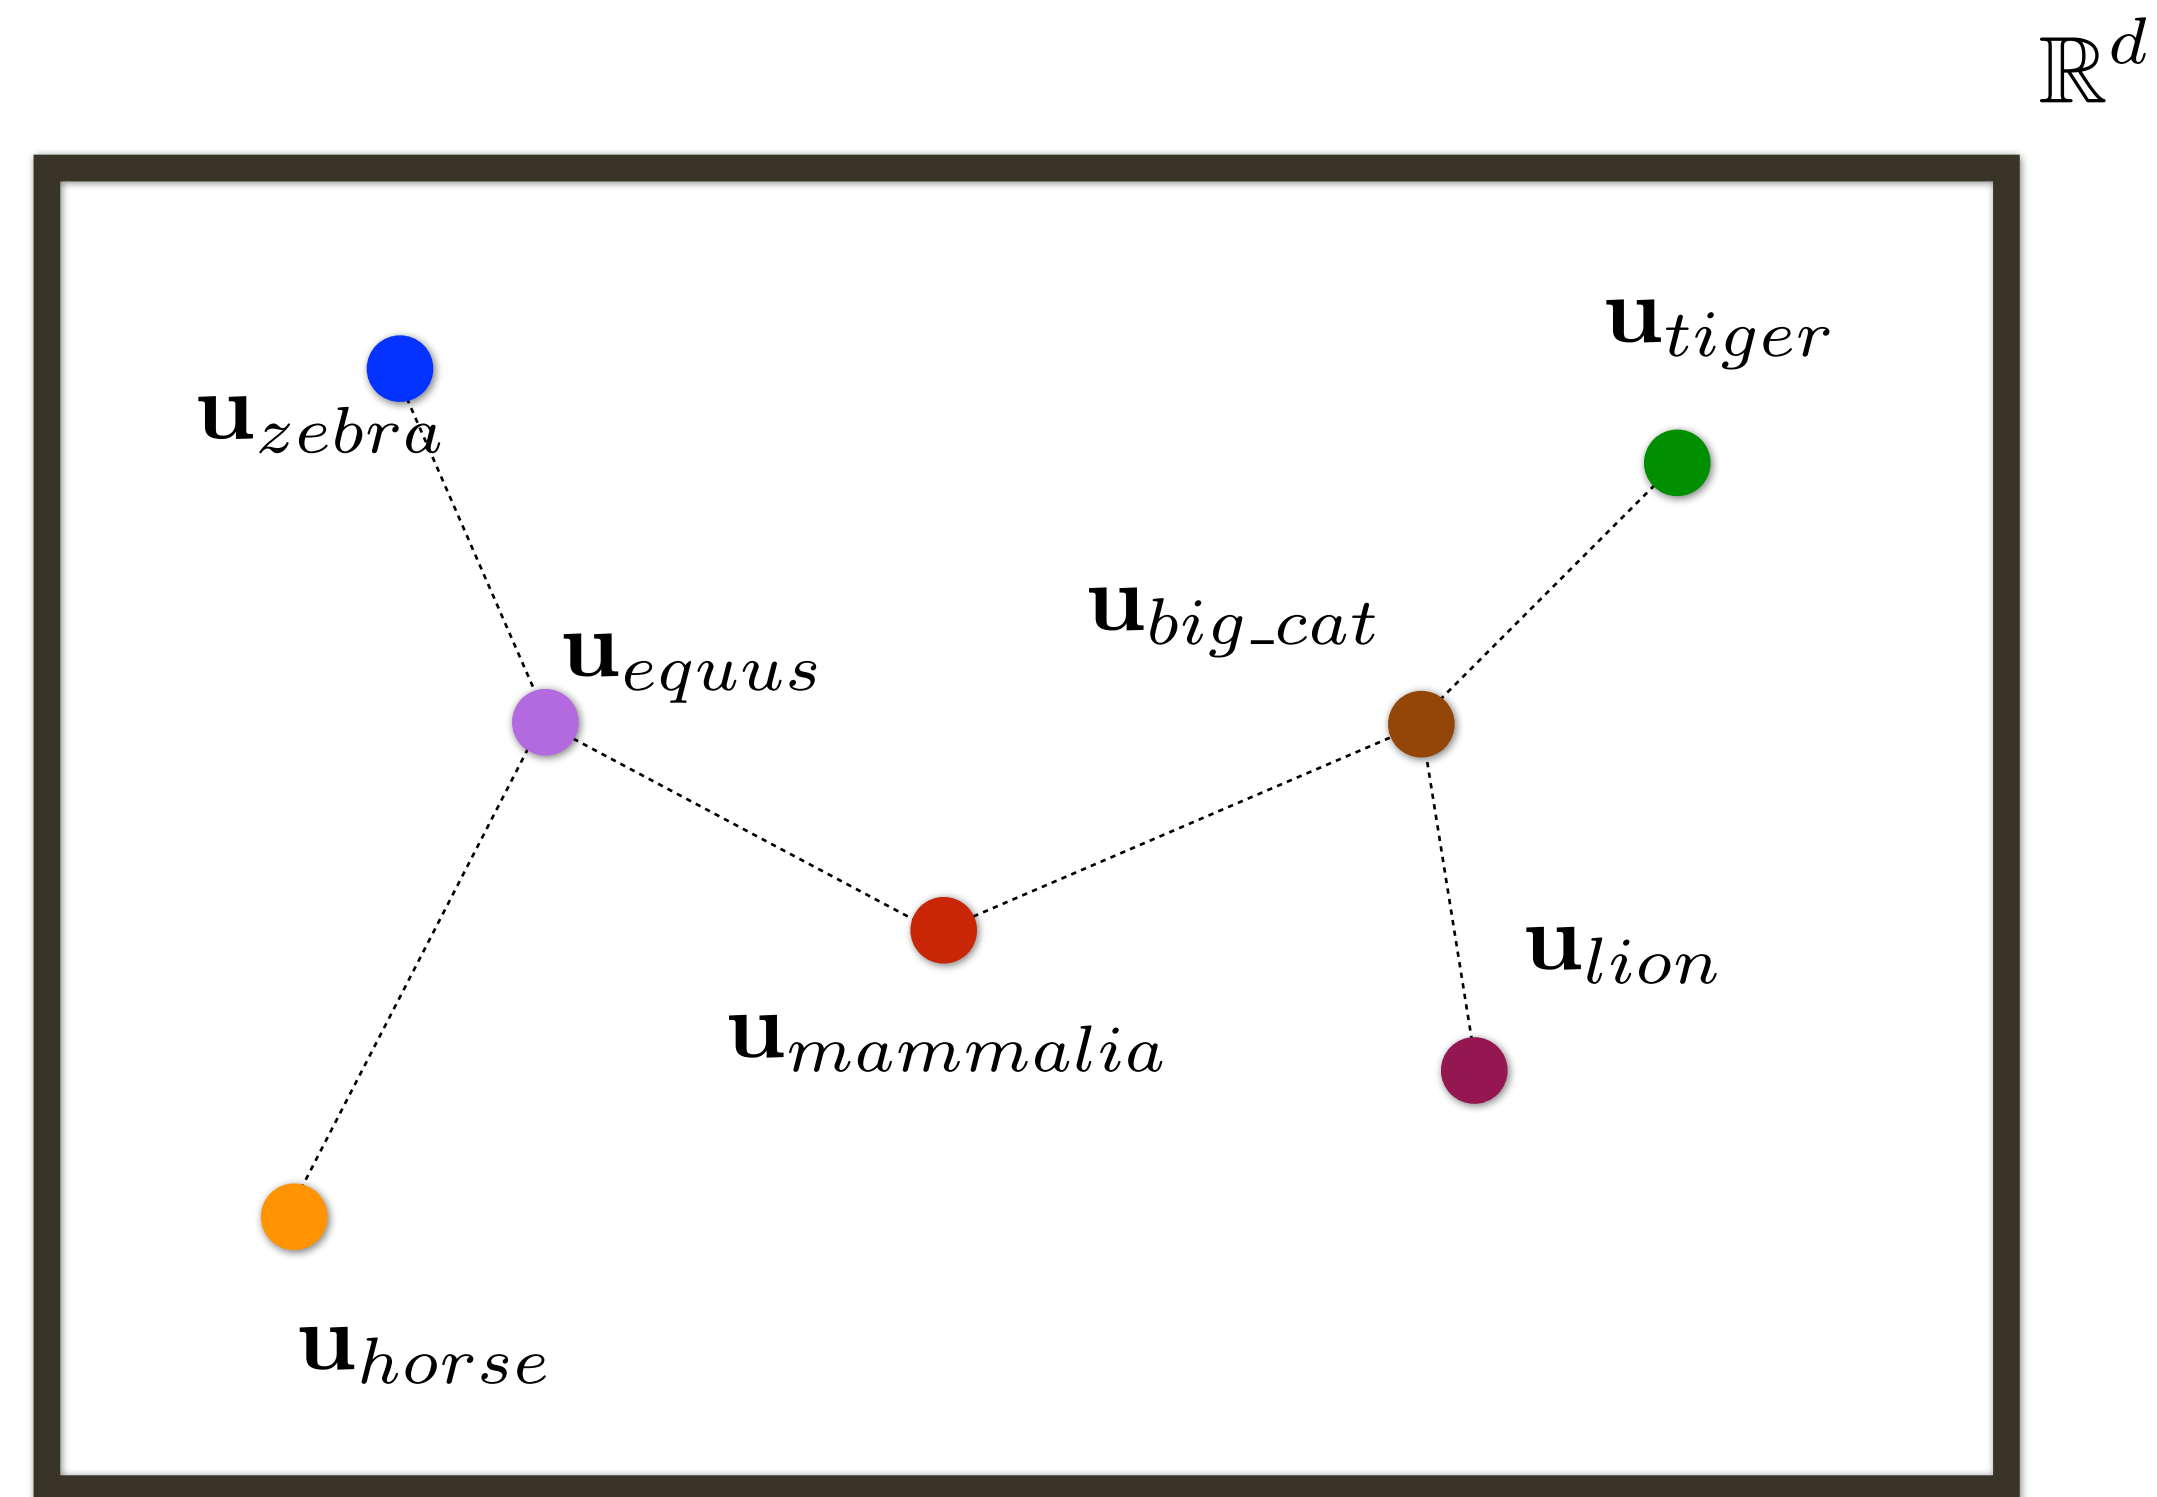 ℝ^d
u_tiger
u_zebra
u_big_cat
u_equus
u_lion
u_mammalia
u_horse